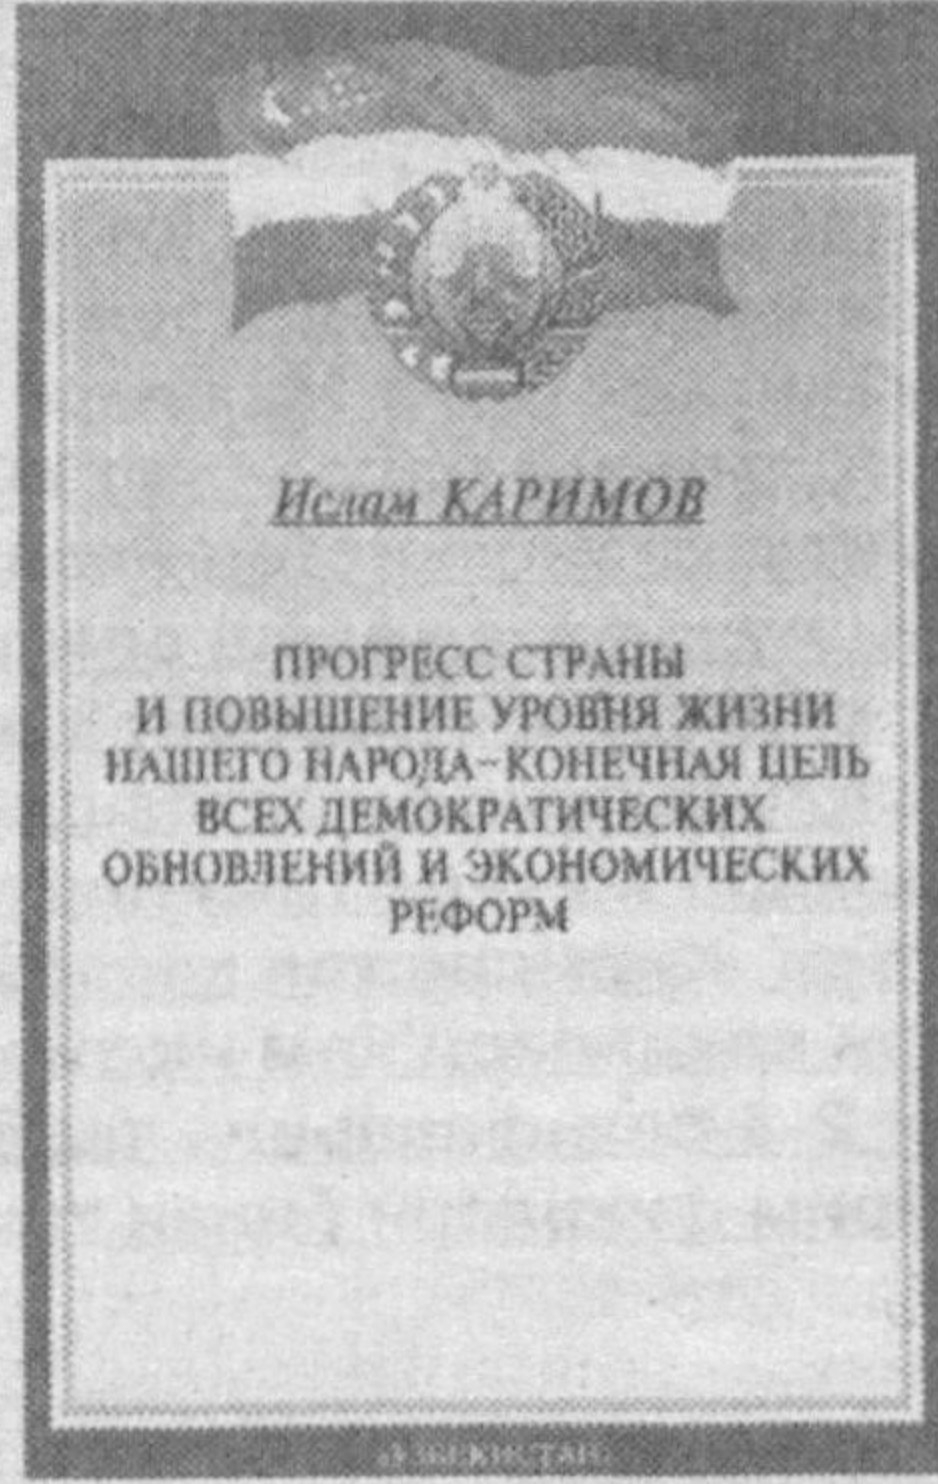 Ислам КАРИМОВ
ПРОГРЕСС СТРАНЫ
И ПОВЫШЕНИЕ УРОВНЯ ЖИЗНИ
НАШЕГО НАРОДА–КОНЕЧНАЯ ЦЕЛЬ
ВСЕХ ДЕМОКРАТИЧЕСКИХ
ОБНОВЛЕНИЙ И ЭКОНОМИЧЕСКИХ
РЕФОРМ